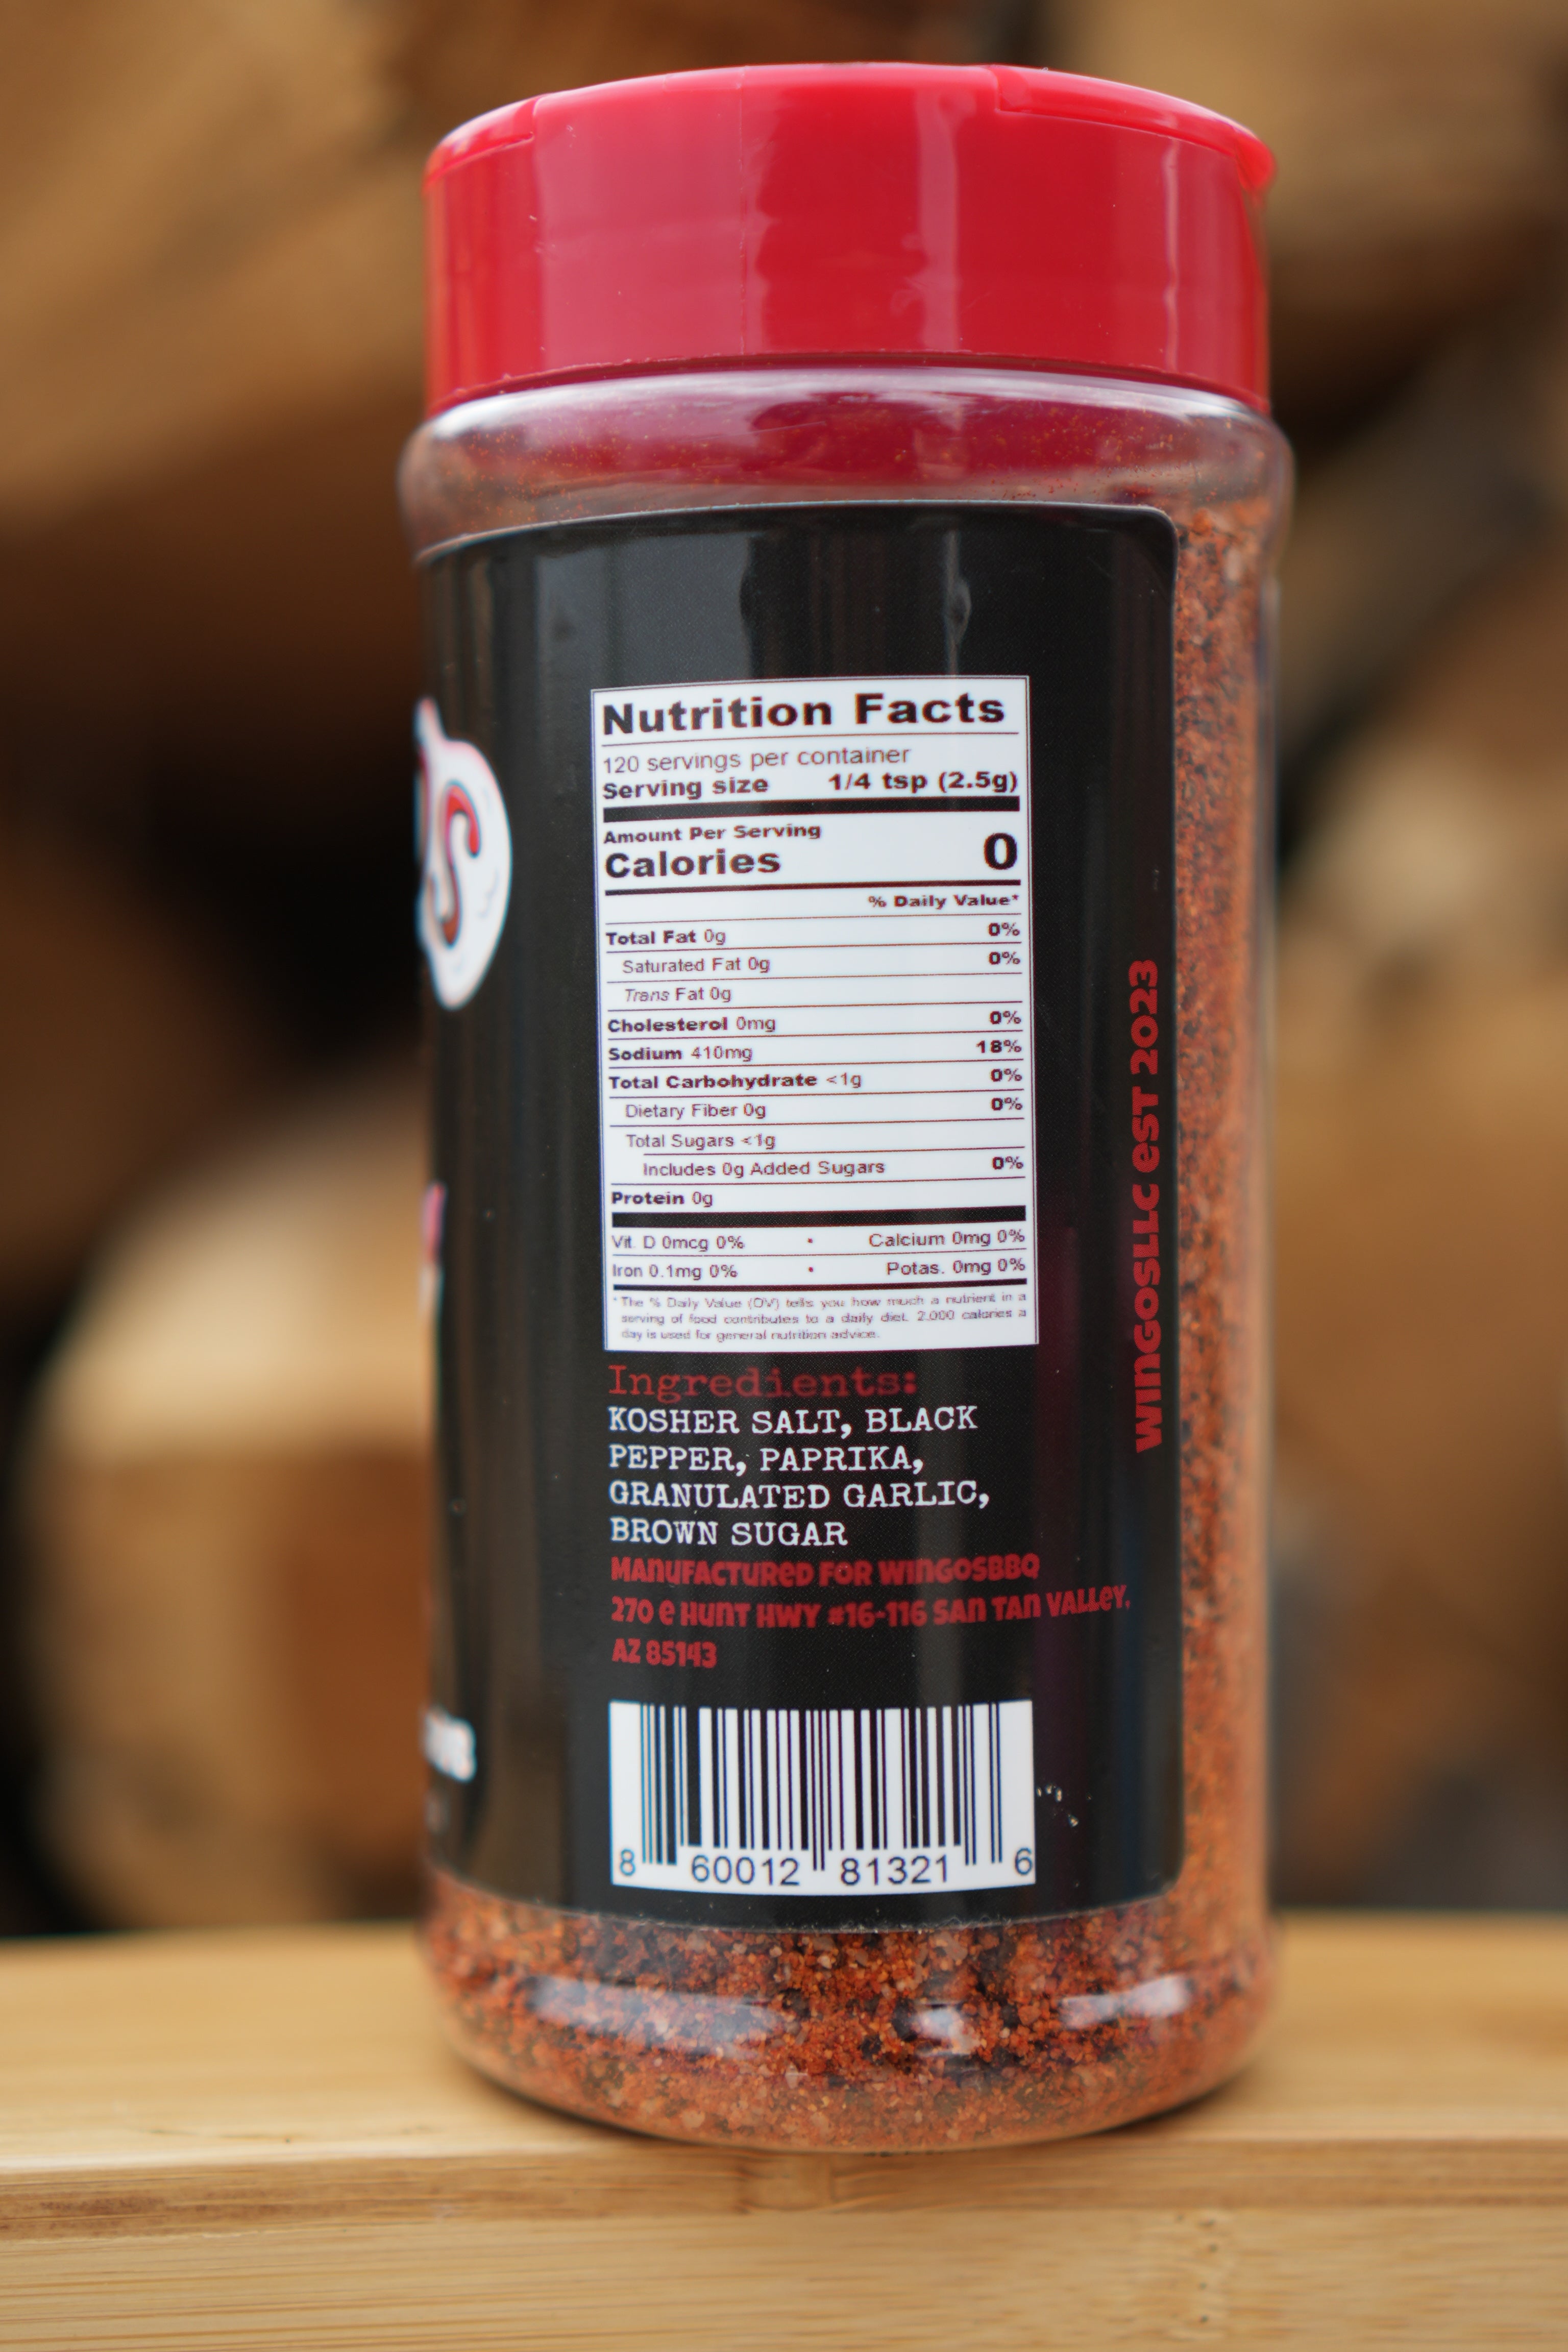 Nutrition Facts
120 servings per container
Serving size 1/4 tsp (2.5g)
Amount Per Serving
Calories 0
% Daily Value*
Total Fat 0g 0%
Saturated Fat 0g 0%
Trans Fat 0g
Cholesterol 0mg 0%
Sodium 410mg 18%
Total Carbohydrate <1g 0%
Dietary Fiber 0g 0%
Total Sugars <1g
Includes 0g Added Sugars 0%
Protein 0g
Vit. D 0mcg 0% • Calcium 0mg 0%
Iron 0.1mg 0% • Potas. 0mg 0%
*The % Daily Value (DV) tells you how much a nutrient in a
serving of food contributes to a daily diet. 2,000 calories a
day is used for general nutrition advice.
Ingredients:
KOSHER SALT, BLACK
PEPPER, PAPRIKA,
GRANULATED GARLIC,
BROWN SUGAR
MANUFACTURED FOR WINGOSBBQ
270 e HUNT HWY #16-116 SAN TAN VALLEY,
AZ 85143
8 60012 81321 6
WINGOSLLC EST 2023